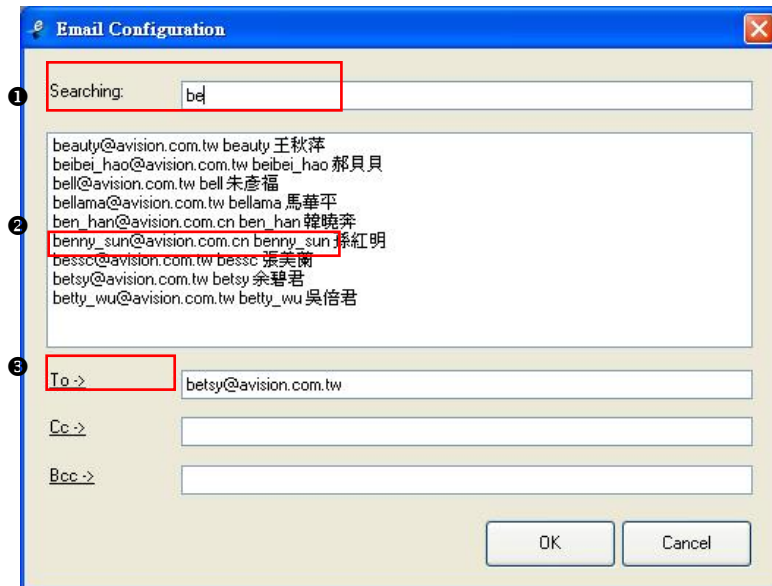 Email Configuration
❶ Searching: be
beauty@avision.com.tw beauty 王秋萍
beibei_hao@avision.com.tw beibei_hao 郝貝貝
bell@avision.com.tw bell 朱彥福
bellama@avision.com.tw bellama 馬華平
ben_han@avision.com.cn ben_han 韓曉奔
❷ benny_sun@avision.com.cn benny_sun 孫紅明
bessc@avision.com.tw bessc 張美蘭
betsy@avision.com.tw betsy 余碧君
betty_wu@avision.com.tw betty_wu 吳倍君
❸ To -> betsy@avision.com.tw
Cc ->
Bcc ->
OK Cancel